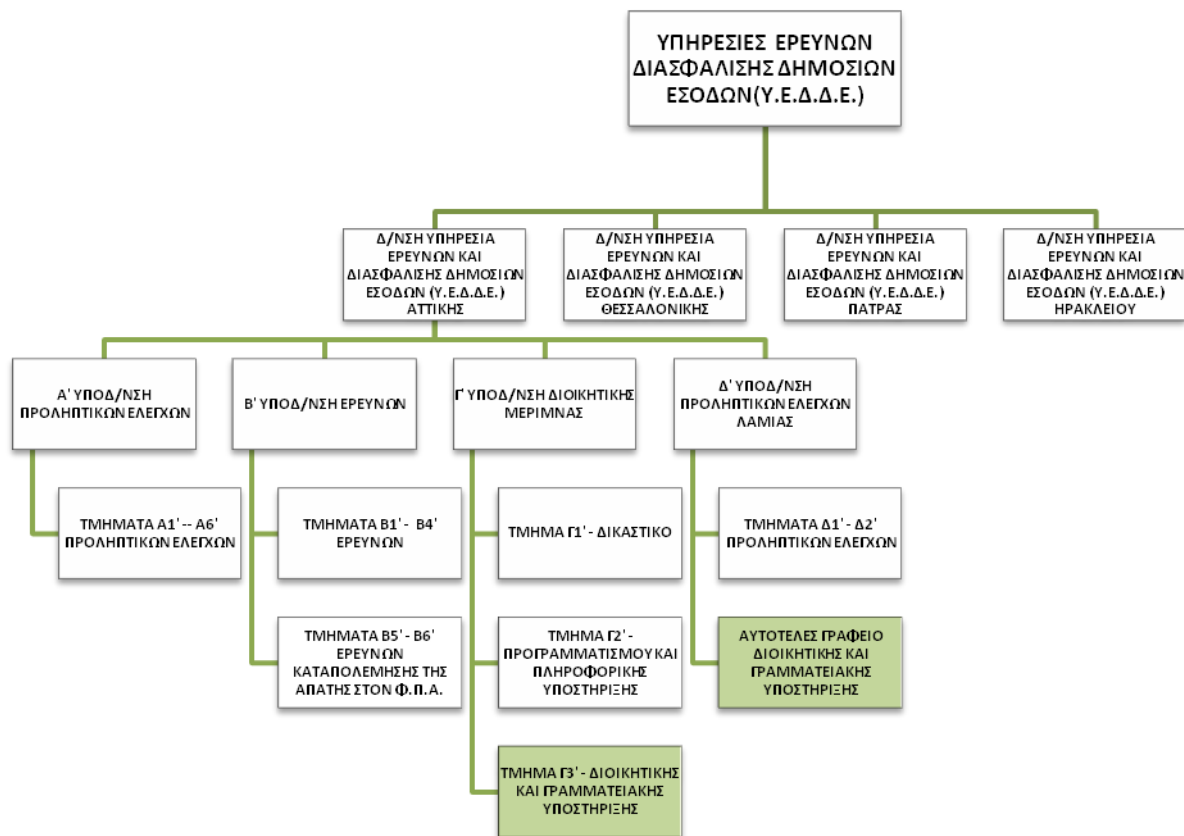 ΥΠΗΡΕΣΙΕΣ ΕΡΕΥΝΩΝ
ΔΙΑΣΦΑΛΙΣΗΣ ΔΗΜΟΣΙΩΝ
ΕΣΟΔΩΝ(Υ.Ε.Δ.Δ.Ε.)
Δ/ΝΣΗ ΥΠΗΡΕΣΙΑ
ΕΡΕΥΝΩΝ ΚΑΙ
ΔΙΑΣΦΑΛΙΣΗΣ ΔΗΜΟΣΙΩΝ
ΕΣΟΔΩΝ (Υ.Ε.Δ.Δ.Ε.)
ΑΤΤΙΚΗΣ
Δ/ΝΣΗ ΥΠΗΡΕΣΙΑ
ΕΡΕΥΝΩΝ ΚΑΙ
ΔΙΑΣΦΑΛΙΣΗΣ ΔΗΜΟΣΙΩΝ
ΕΣΟΔΩΝ (Υ.Ε.Δ.Δ.Ε.)
ΘΕΣΣΑΛΟΝΙΚΗΣ
Δ/ΝΣΗ ΥΠΗΡΕΣΙΑ
ΕΡΕΥΝΩΝ ΚΑΙ
ΔΙΑΣΦΑΛΙΣΗΣ ΔΗΜΟΣΙΩΝ
ΕΣΟΔΩΝ (Υ.Ε.Δ.Δ.Ε.)
ΠΑΤΡΑΣ
Δ/ΝΣΗ ΥΠΗΡΕΣΙΑ
ΕΡΕΥΝΩΝ ΚΑΙ
ΔΙΑΣΦΑΛΙΣΗΣ ΔΗΜΟΣΙΩΝ
ΕΣΟΔΩΝ (Υ.Ε.Δ.Δ.Ε.)
ΗΡΑΚΛΕΙΟΥ
Α' ΥΠΟΔ/ΝΣΗ
ΠΡΟΛΗΠΤΙΚΩΝ ΕΛΕΓΧΩΝ
Β' ΥΠΟΔ/ΝΣΗ ΕΡΕΥΝΩΝ
Γ' ΥΠΟΔ/ΝΣΗ ΔΙΟΙΚΗΤΙΚΗΣ
ΜΕΡΙΜΝΑΣ
Δ' ΥΠΟΔ/ΝΣΗ
ΠΡΟΛΗΠΤΙΚΩΝ ΕΛΕΓΧΩΝ
ΛΑΜΙΑΣ
ΤΜΗΜΑΤΑ Α1' -- Α6'
ΠΡΟΛΗΠΤΙΚΩΝ ΕΛΕΓΧΩΝ
ΤΜΗΜΑΤΑ Β1' - Β4'
ΕΡΕΥΝΩΝ
ΤΜΗΜΑ Γ1' - ΔΙΚΑΣΤΙΚΟ
ΤΜΗΜΑΤΑ Δ1' - Δ2'
ΠΡΟΛΗΠΤΙΚΩΝ ΕΛΕΓΧΩΝ
ΤΜΗΜΑΤΑ Β5' - Β6'
ΕΡΕΥΝΩΝ
ΚΑΤΑΠΟΛΕΜΗΣΗΣ ΤΗΣ
ΑΠΑΤΗΣ ΣΤΟΝ Φ.Π.Α.
ΤΜΗΜΑ Γ2' -
ΠΡΟΓΡΑΜΜΑΤΙΣΜΟΥ ΚΑΙ
ΠΛΗΡΟΦΟΡΙΚΗΣ
ΥΠΟΣΤΗΡΙΞΗΣ
ΑΥΤΟΤΕΛΕΣ ΓΡΑΦΕΙΟ
ΔΙΟΙΚΗΤΙΚΗΣ ΚΑΙ
ΓΡΑΜΜΑΤΕΙΑΚΗΣ
ΥΠΟΣΤΗΡΙΞΗΣ
ΤΜΗΜΑ Γ3' - ΔΙΟΙΚΗΤΙΚΗΣ
ΚΑΙ ΓΡΑΜΜΑΤΕΙΑΚΗΣ
ΥΠΟΣΤΗΡΙΞΗΣ